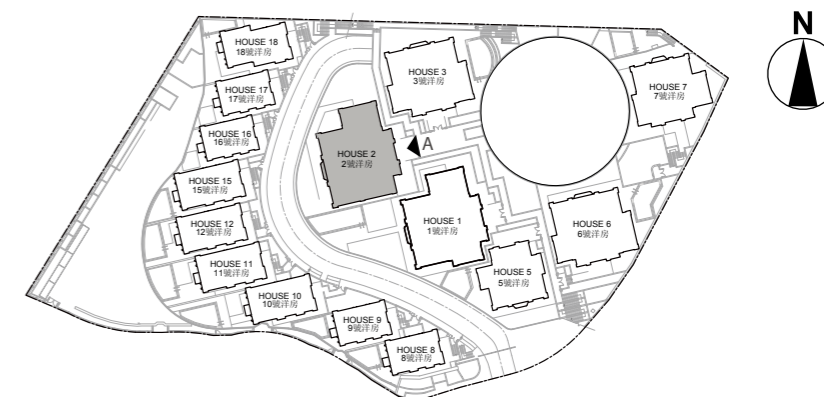 N
HOUSE 18
18號洋房
HOUSE 17
17號洋房
HOUSE 16
16號洋房
HOUSE 15
15號洋房
HOUSE 12
12號洋房
HOUSE 11
11號洋房
HOUSE 10
10號洋房
HOUSE 9
9號洋房
HOUSE 8
8號洋房
HOUSE 3
3號洋房
HOUSE 2
2號洋房
A
HOUSE 1
1號洋房
HOUSE 5
5號洋房
HOUSE 6
6號洋房
HOUSE 7
7號洋房